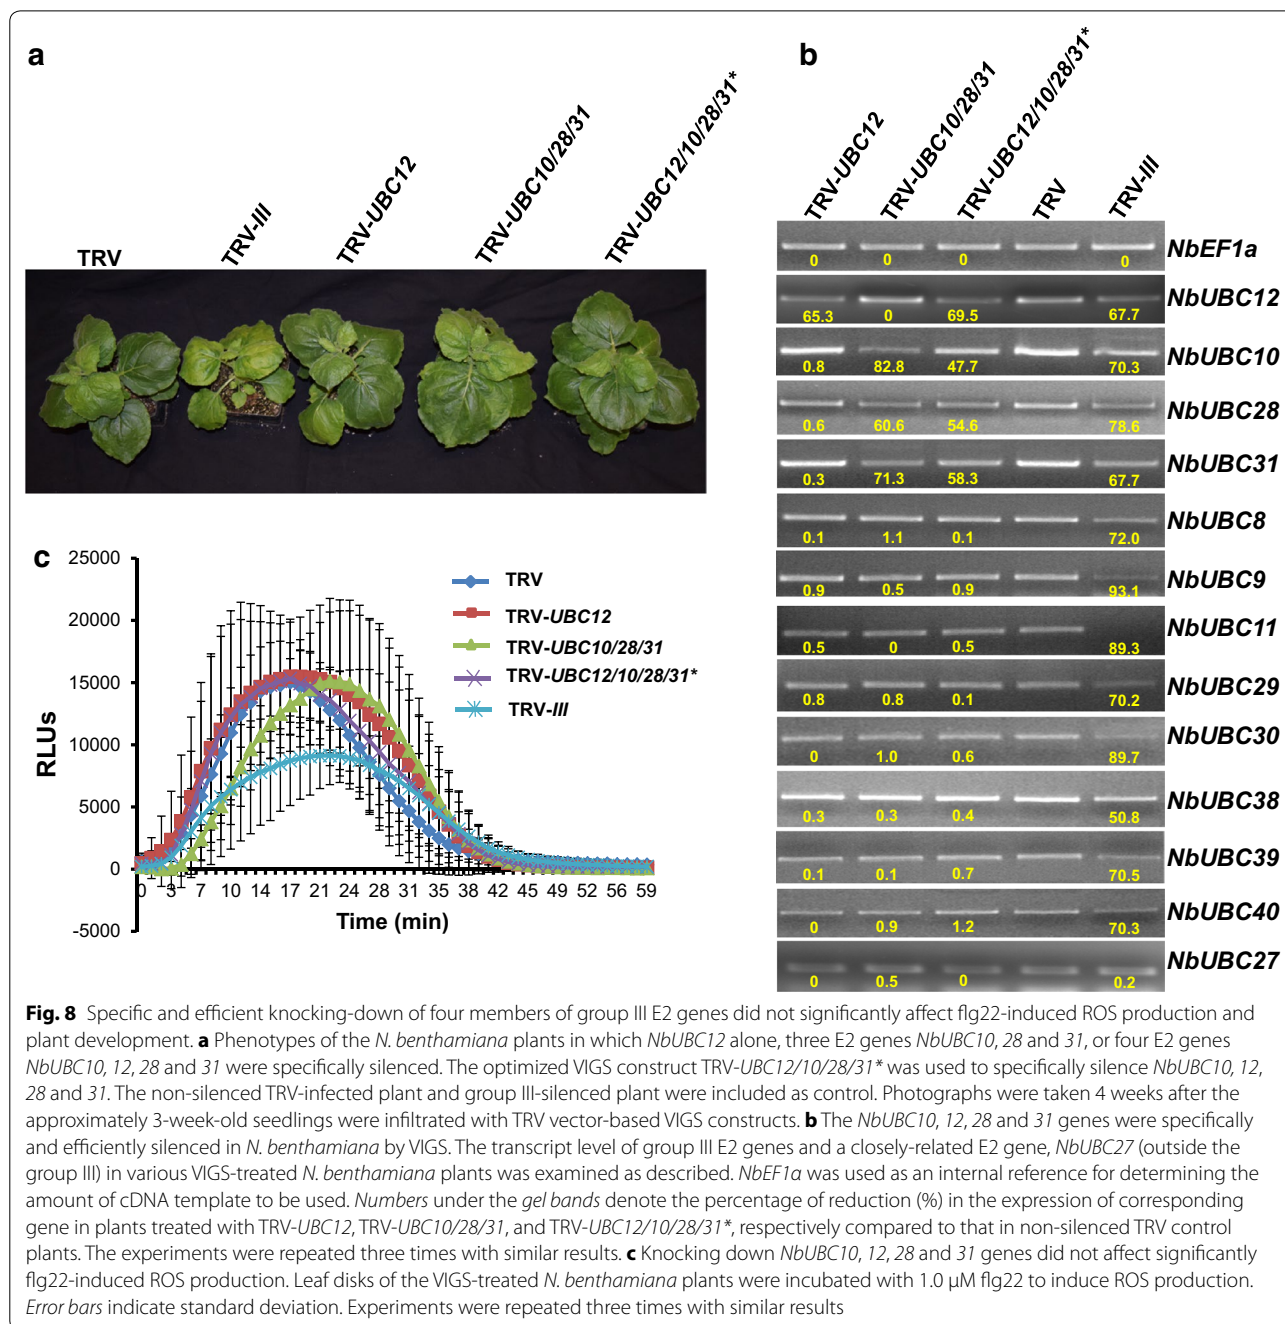 a
TRV
TRV-III
TRV-UBC12
TRV-UBC10/28/31
TRV-UBC12/10/28/31*
b
TRV-UBC12
TRV-UBC10/28/31
TRV-UBC12/10/28/31*
TRV
TRV-III
0 0 0 0 NbEF1a
65.3 0 69.5 67.7 NbUBC12
0.8 82.8 47.7 70.3 NbUBC10
0.6 60.6 54.6 78.6 NbUBC28
0.3 71.3 58.3 67.7 NbUBC31
0.1 1.1 0.1 72.0 NbUBC8
0.9 0.5 0.9 93.1 NbUBC9
0.5 0 0.5 89.3 NbUBC11
0.8 0.8 0.1 70.2 NbUBC29
0 1.0 0.6 89.7 NbUBC30
0.3 0.3 0.4 50.8 NbUBC38
0.1 0.1 0.7 70.5 NbUBC39
0 0.9 1.2 70.3 NbUBC40
0 0.5 0 0.2 NbUBC27
c
25000
20000
15000
10000
5000
0
-5000
RLUs
TRV
TRV-UBC12
TRV-UBC10/28/31
TRV-UBC12/10/28/31*
TRV-III
0 3 7 10 14 17 21 24 28 31 35 38 42 45 49 52 56 59
Time (min)
Fig. 8 Specific and efficient knocking-down of four members of group III E2 genes did not significantly affect flg22-induced ROS production and
plant development. a Phenotypes of the N. benthamiana plants in which NbUBC12 alone, three E2 genes NbUBC10, 28 and 31, or four E2 genes
NbUBC10, 12, 28 and 31 were specifically silenced. The optimized VIGS construct TRV-UBC12/10/28/31* was used to specifically silence NbUBC10, 12,
28 and 31. The non-silenced TRV-infected plant and group III-silenced plant were included as control. Photographs were taken 4 weeks after the
approximately 3-week-old seedlings were infiltrated with TRV vector-based VIGS constructs. b The NbUBC10, 12, 28 and 31 genes were specifically
and efficiently silenced in N. benthamiana by VIGS. The transcript level of group III E2 genes and a closely-related E2 gene, NbUBC27 (outside the
group III) in various VIGS-treated N. benthamiana plants was examined as described. NbEF1a was used as an internal reference for determining the
amount of cDNA template to be used. Numbers under the gel bands denote the percentage of reduction (%) in the expression of corresponding
gene in plants treated with TRV-UBC12, TRV-UBC10/28/31, and TRV-UBC12/10/28/31*, respectively compared to that in non-silenced TRV control
plants. The experiments were repeated three times with similar results. c Knocking down NbUBC10, 12, 28 and 31 genes did not affect significantly
flg22-induced ROS production. Leaf disks of the VIGS-treated N. benthamiana plants were incubated with 1.0 μM flg22 to induce ROS production.
Error bars indicate standard deviation. Experiments were repeated three times with similar results